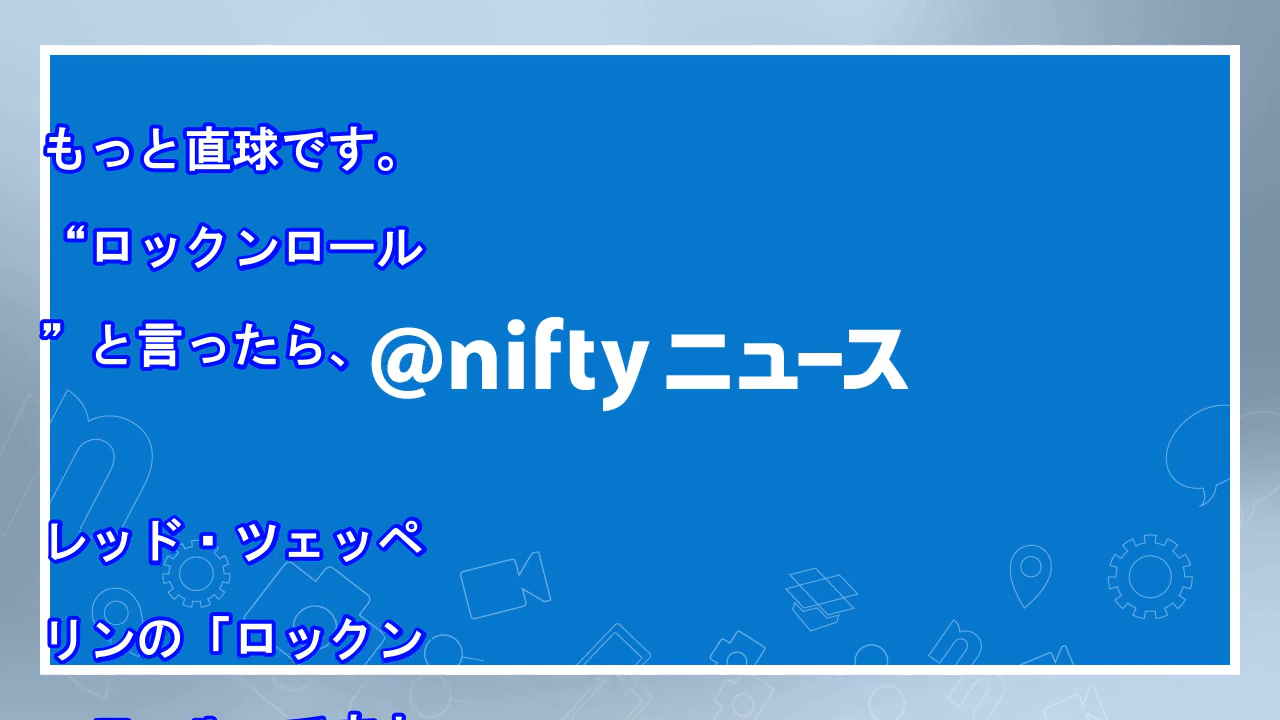 もっと直球です。
“ロックンロール
”と言ったら、
@nifty ニュース
レッド・ツェッペ
リンの「ロックン